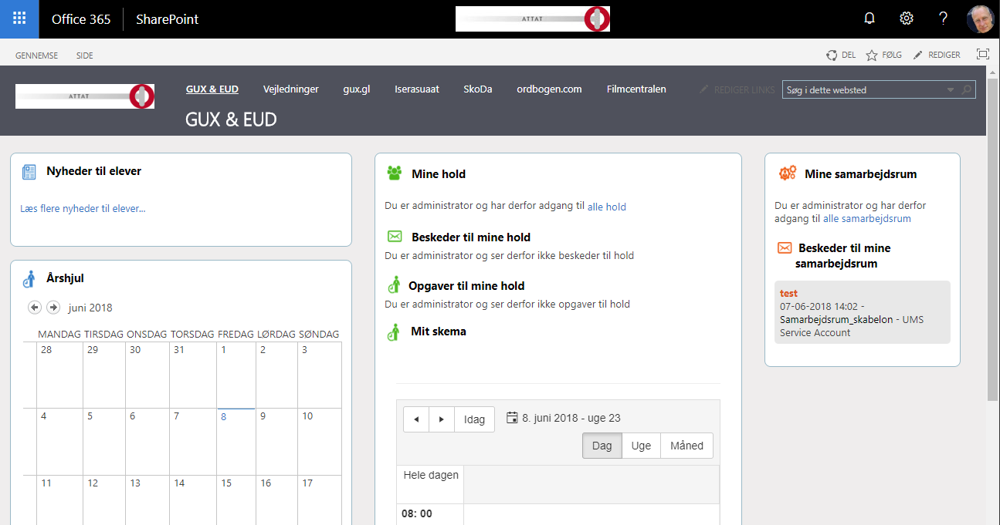 Office 365
SharePoint
ATTAT
?
GENNEMSE
SIDE
DEL
FØLG
REDIGER
ATTAT
GUX & EUD
Vejledninger
gux.gl
Iserasuaat
SkoDa
ordbogen.com
Filmcentralen
REDIGER LINKS
Søg i dette websted
GUX & EUD
Nyheder til elever
Læs flere nyheder til elever...
Årshjul
juni 2018
MANDAG TIRSDAG ONSDAG TORSDAG FREDAG LØRDAG SØNDAG
28 29 30 31 1 2 3
4 5 6 7 8 9 10
11 12 13 14 15 16 17
Mine hold
Du er administrator og har derfor adgang til alle hold
Beskeder til mine hold
Du er administrator og ser derfor ikke beskeder til hold
Opgaver til mine hold
Du er administrator og ser derfor ikke opgaver til hold
Mit skema
Idag
8. juni 2018 - uge 23
Dag Uge Måned
Hele dagen
08: 00
Mine samarbejdsrum
Du er administrator og har derfor
adgang til alle samarbejdsrum
Beskeder til mine
samarbejdsrum
test
07-06-2018 14:02 -
Samarbejdsrum_skabelon - UMS
Service Account